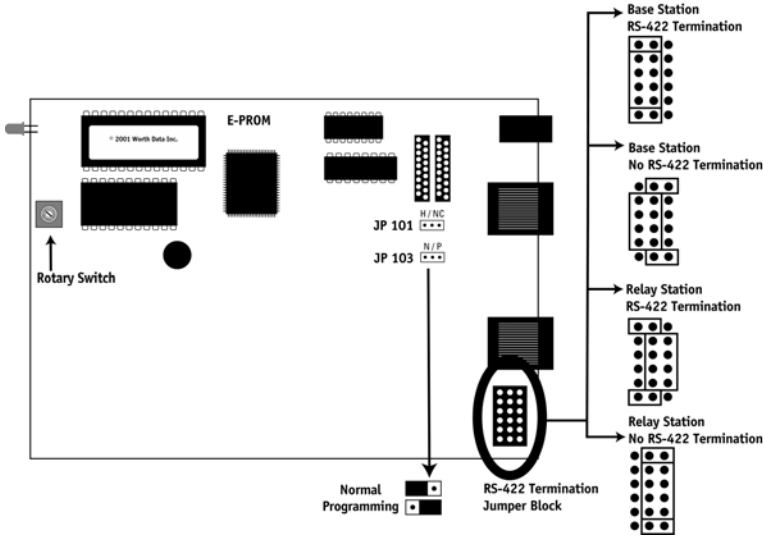 Base Station
RS-422 Termination
E-PROM
© 2001 Worth Data Inc.
Base Station
No RS-422 Termination
H / NC
JP 101
N / P
JP 103
Rotary Switch
Relay Station
RS-422 Termination
Relay Station
No RS-422 Termination
Normal
Programming
RS-422 Termination
Jumper Block